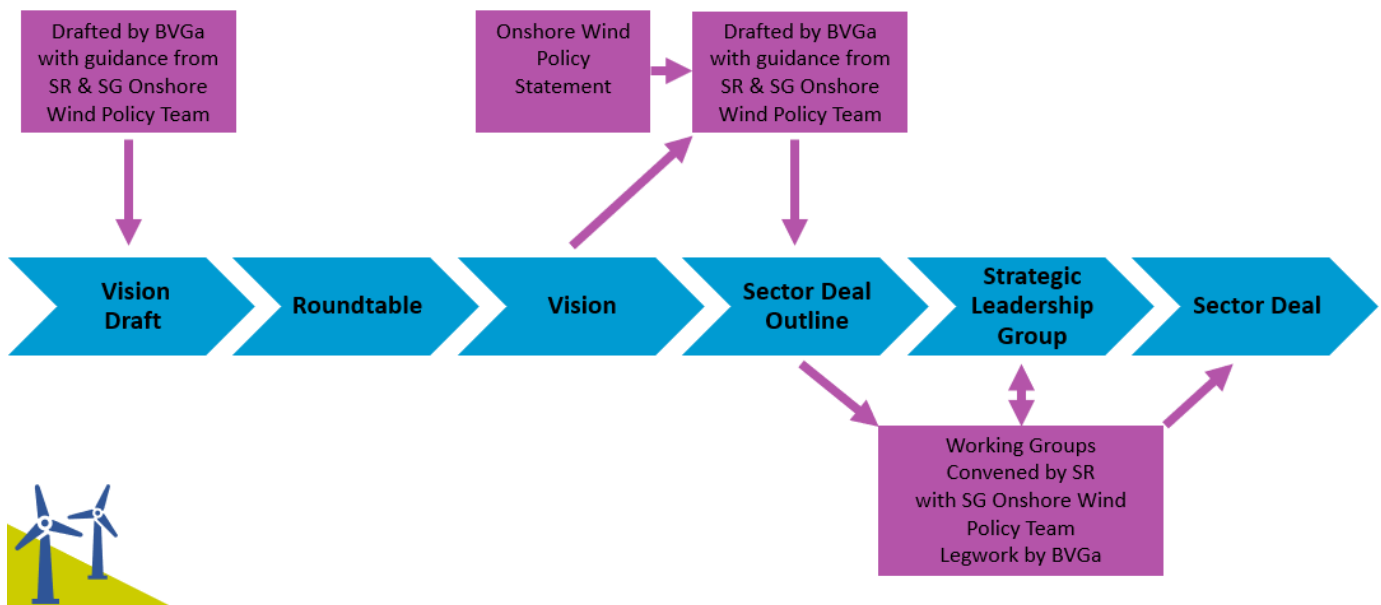 Drafted by BVGa
with guidance from
SR & SG Onshore
Wind Policy Team
Onshore Wind
Policy
Statement
Drafted by BVGa
with guidance from
SR & SG Onshore
Wind Policy Team
Vision
Draft
Roundtable
Vision
Sector Deal
Outline
Strategic
Leadership
Group
Sector Deal
Working Groups
Convened by SR
with SG Onshore Wind
Policy Team
Legwork by BVGa